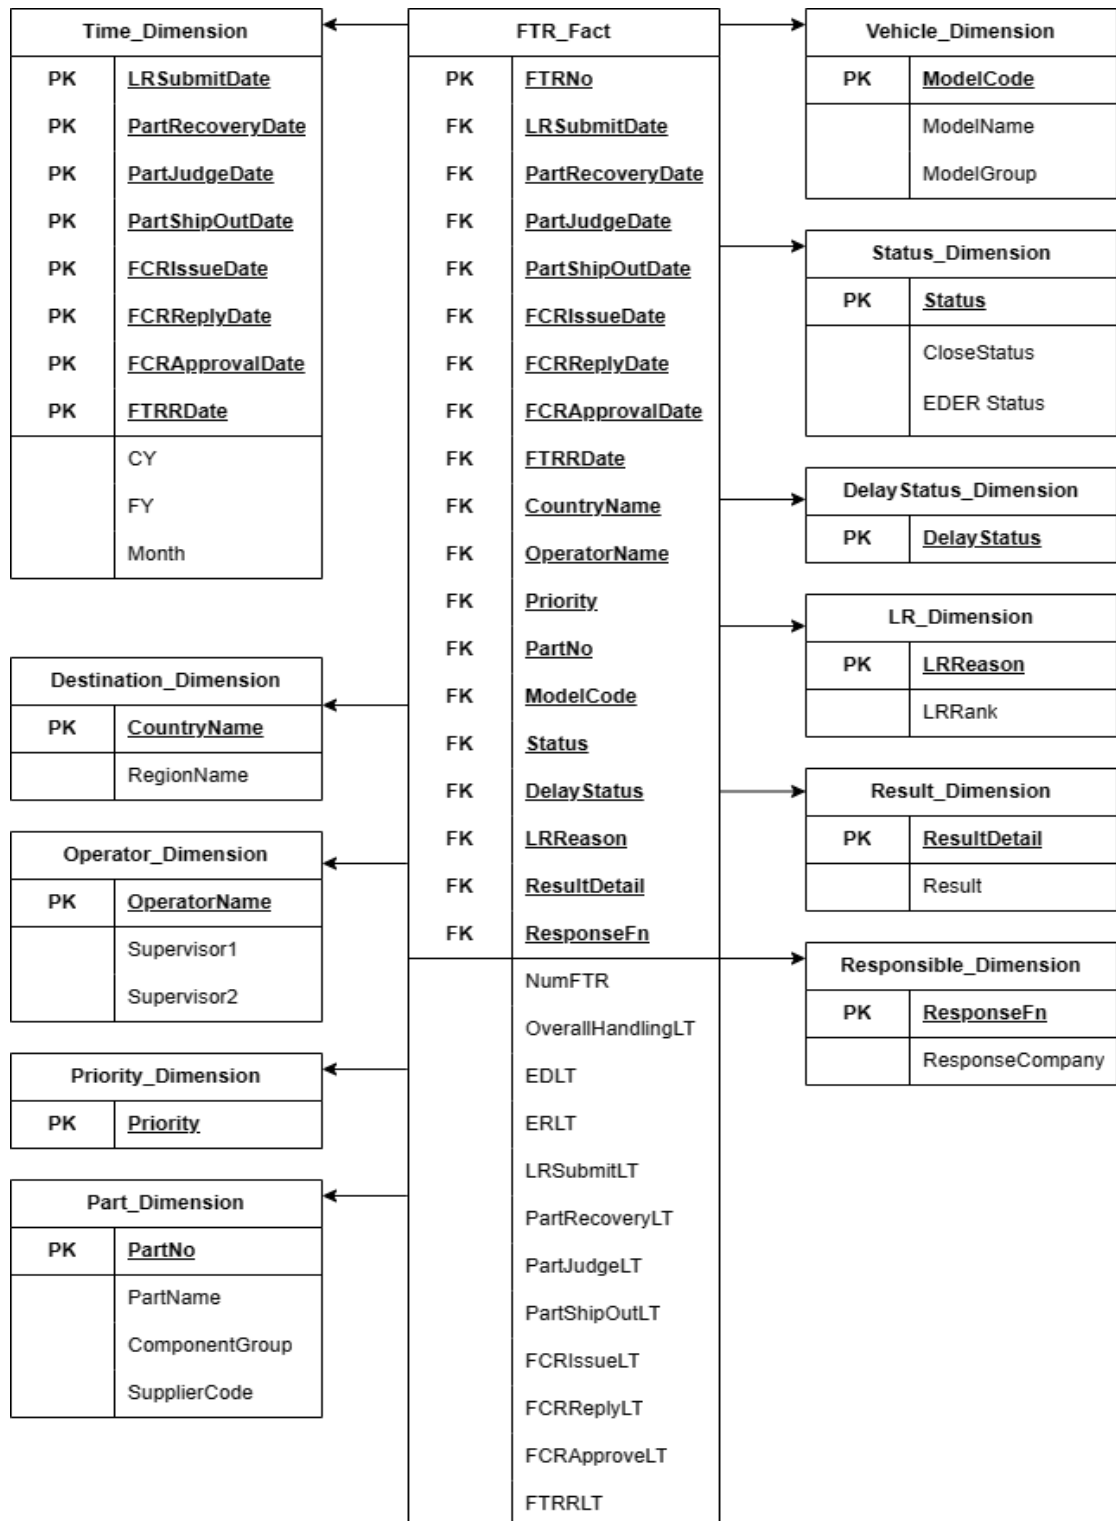 Time_Dimension
PK LRSubmitDate
PK PartRecoveryDate
PK PartJudgeDate
PK PartShipOutDate
PK FCRIssueDate
PK FCRReplyDate
PK FCRApprovalDate
PK FTRRDate
CY
FY
Month
Destination_Dimension
PK CountryName
RegionName
Operator_Dimension
PK OperatorName
Supervisor1
Supervisor2
Priority_Dimension
PK Priority
Part_Dimension
PK PartNo
PartName
ComponentGroup
SupplierCode
FTR_Fact
PK FTRNo
FK LRSubmitDate
FK PartRecoveryDate
FK PartJudgeDate
FK PartShipOutDate
FK FCRIssueDate
FK FCRReplyDate
FK FCRApprovalDate
FK FTRRDate
FK CountryName
FK OperatorName
FK Priority
FK PartNo
FK ModelCode
FK Status
FK DelayStatus
FK LRReason
FK ResultDetail
FK ResponseFn
NumFTR
OverallHandlingLT
EDLT
ERLT
LRSubmitLT
PartRecoveryLT
PartJudgeLT
PartShipOutLT
FCRIssueLT
FCRReplyLT
FCRApproveLT
FTRRLT
Vehicle_Dimension
PK ModelCode
ModelName
ModelGroup
Status_Dimension
PK Status
CloseStatus
EDER Status
DelayStatus_Dimension
PK DelayStatus
LR_Dimension
PK LRReason
LRRank
Result_Dimension
PK ResultDetail
Result
Responsible_Dimension
PK ResponseFn
ResponseCompany